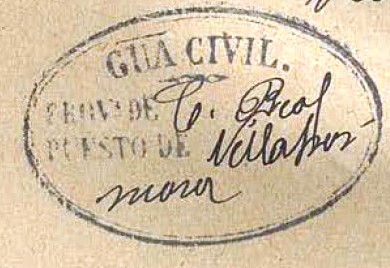 GUA CIVIL.
PROVª DE C. Real
PUESTO DE Villaher-
mosa